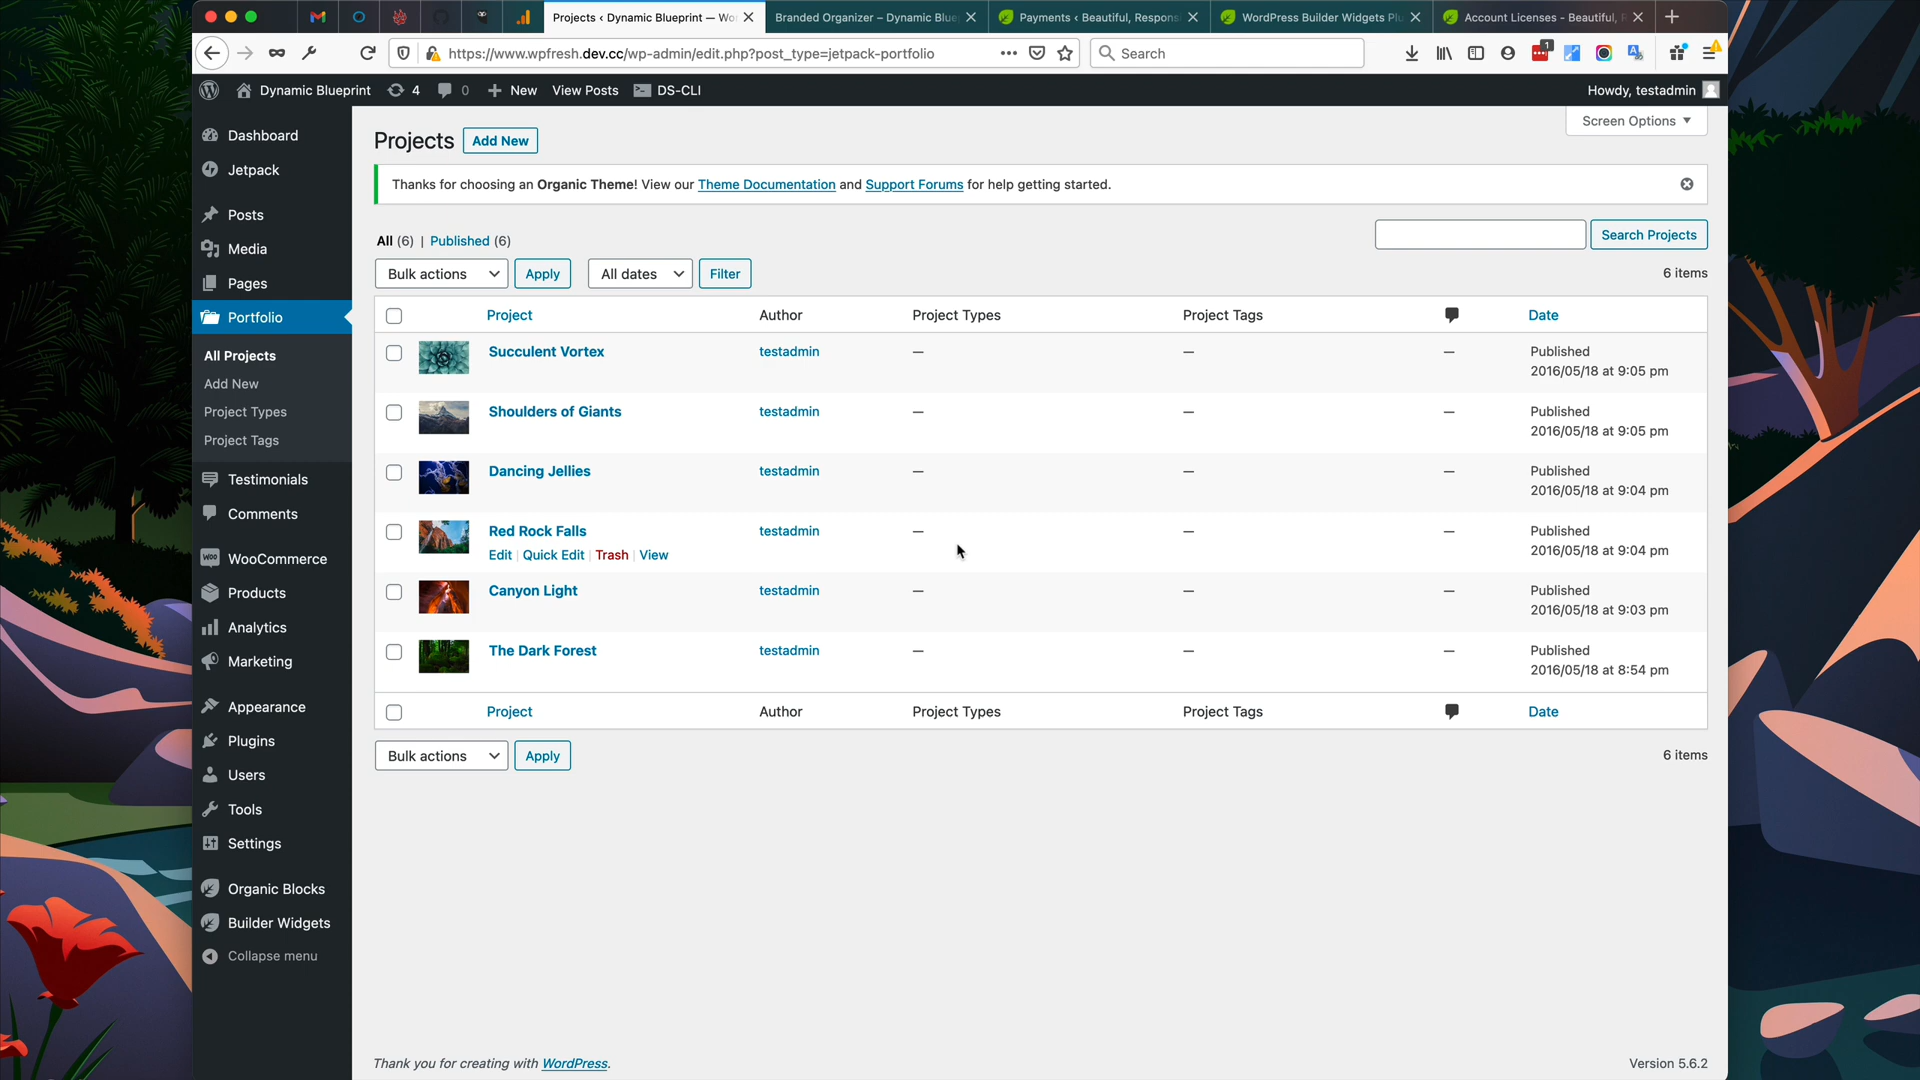 Projects ‹ Dynamic Blueprint — Wo
Branded Organizer – Dynamic Blue
Payments ‹ Beautiful, Respons
WordPress Builder Widgets Pl
Account Licenses - Beautiful, R
https://www.wpfresh.dev.cc/wp-admin/edit.php?post_type=jetpack-portfolio
Search
1
Dynamic Blueprint
4
0
New
View Posts
DS-CLI
Howdy, testadmin
Screen Options
Dashboard
Jetpack
Posts
Media
Pages
Portfolio
All Projects
Add New
Project Types
Project Tags
Testimonials
Comments
WooCommerce
Products
Analytics
Marketing
Appearance
Plugins
Users
Tools
Settings
Organic Blocks
Builder Widgets
Collapse menu
Projects Add New
Thanks for choosing an Organic Theme! View our Theme Documentation and Support Forums for help getting started.
All (6) | Published (6)
Search Projects
Bulk actions Apply All dates Filter
6 items
Project Author Project Types Project Tags Date
Succulent Vortex testadmin — — — Published
2016/05/18 at 9:05 pm
Shoulders of Giants testadmin — — — Published
2016/05/18 at 9:05 pm
Dancing Jellies testadmin — — — Published
2016/05/18 at 9:04 pm
Red Rock Falls testadmin — — — Published
Edit | Quick Edit | Trash | View 2016/05/18 at 9:04 pm
Canyon Light testadmin — — — Published
2016/05/18 at 9:03 pm
The Dark Forest testadmin — — — Published
2016/05/18 at 8:54 pm
Project Author Project Types Project Tags Date
Bulk actions Apply
6 items
Thank you for creating with WordPress.
Version 5.6.2